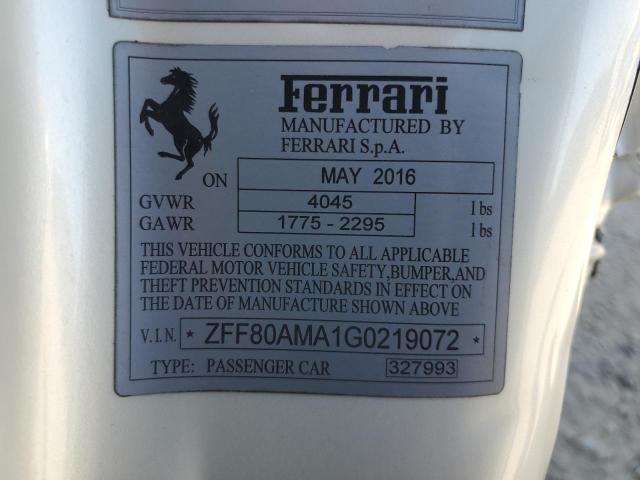 Ferrari
MANUFACTURED BY
FERRARI S.p.A.
ON MAY 2016
GVWR 4045 lbs
GAWR 1775 - 2295 lbs
THIS VEHICLE CONFORMS TO ALL APPLICABLE
FEDERAL MOTOR VEHICLE SAFETY,BUMPER,AND
THEFT PREVENTION STANDARDS IN EFFECT ON
THE DATE OF MANUFACTURE SHOWN ABOVE
V.I.N. * ZFF80AMA1G0219072 *
TYPE: PASSENGER CAR 327993